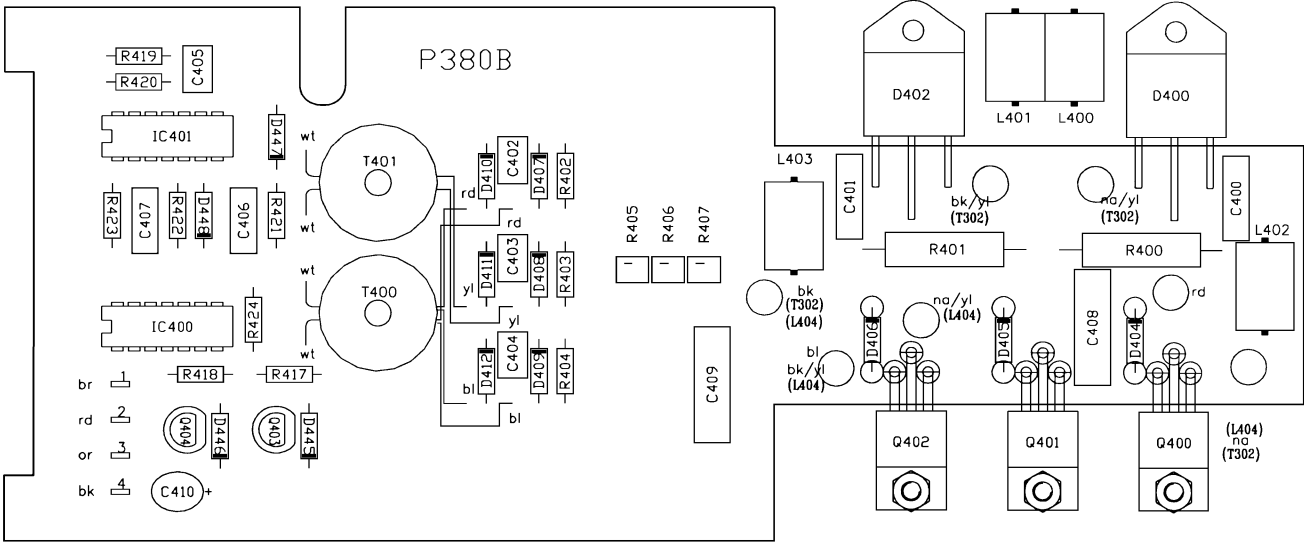 P380B
R419
R420
C405
IC401
D447
wt
T401
wt
R423
C407
R422
D448
C406
R421
D410
C402
D407
R402
rd
rd
D411
C403
D408
R403
yl
yl
wt
T400
wt
IC400
R424
D412
C404
D409
R404
bl
bl
R418
R417
br 1
rd 2
or 3
bk 4
Q404
D446
Q403
D445
C410 +
R405
R406
R407
C409
D402
L401
L400
D400
L403
C401
bk/yl
(T302)
na/yl
(T302)
C400
R401
R400
L402
bk
(T302)
(L404)
na/yl
(L404)
rd
D406
D405
C408
D404
bl
bk/yl
(L404)
Q402
Q401
Q400
(L404)
na
(T302)